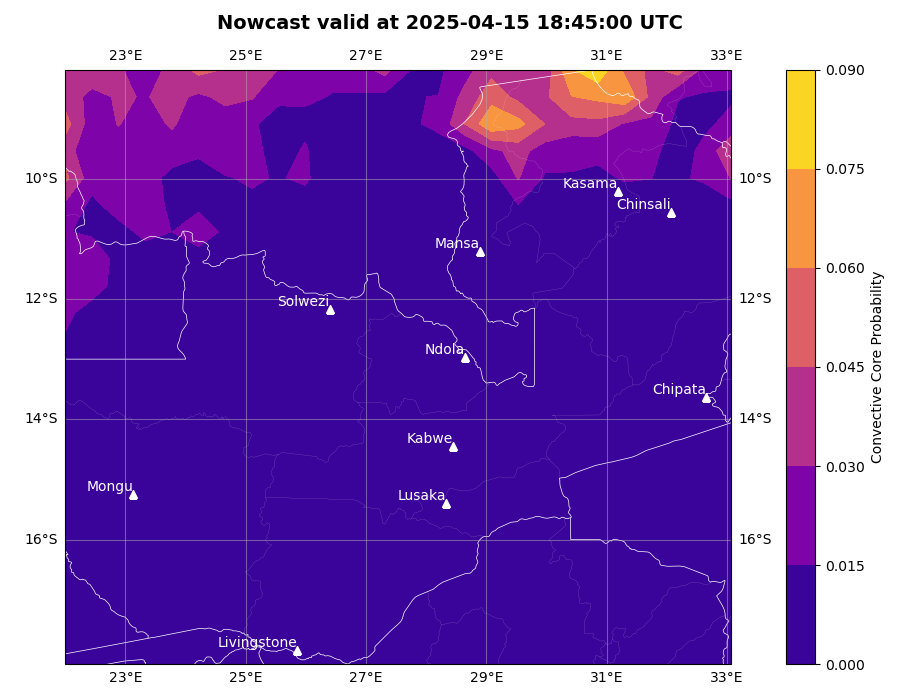 Nowcast valid at 2025-04-15 18:45:00 UTC
23°E 25°E 27°E 29°E 31°E 33°E
0.090
0.075
10°S Kasama 10°S
Chinsali
Mansa
0.060
12°S Solwezi 12°S
Ndola
0.045
Chipata
14°S 14°S
Kabwe
0.030
Mongu
Lusaka
16°S 16°S
0.015
Livingstone
0.000
23°E 25°E 27°E 29°E 31°E 33°E
Convective Core Probability